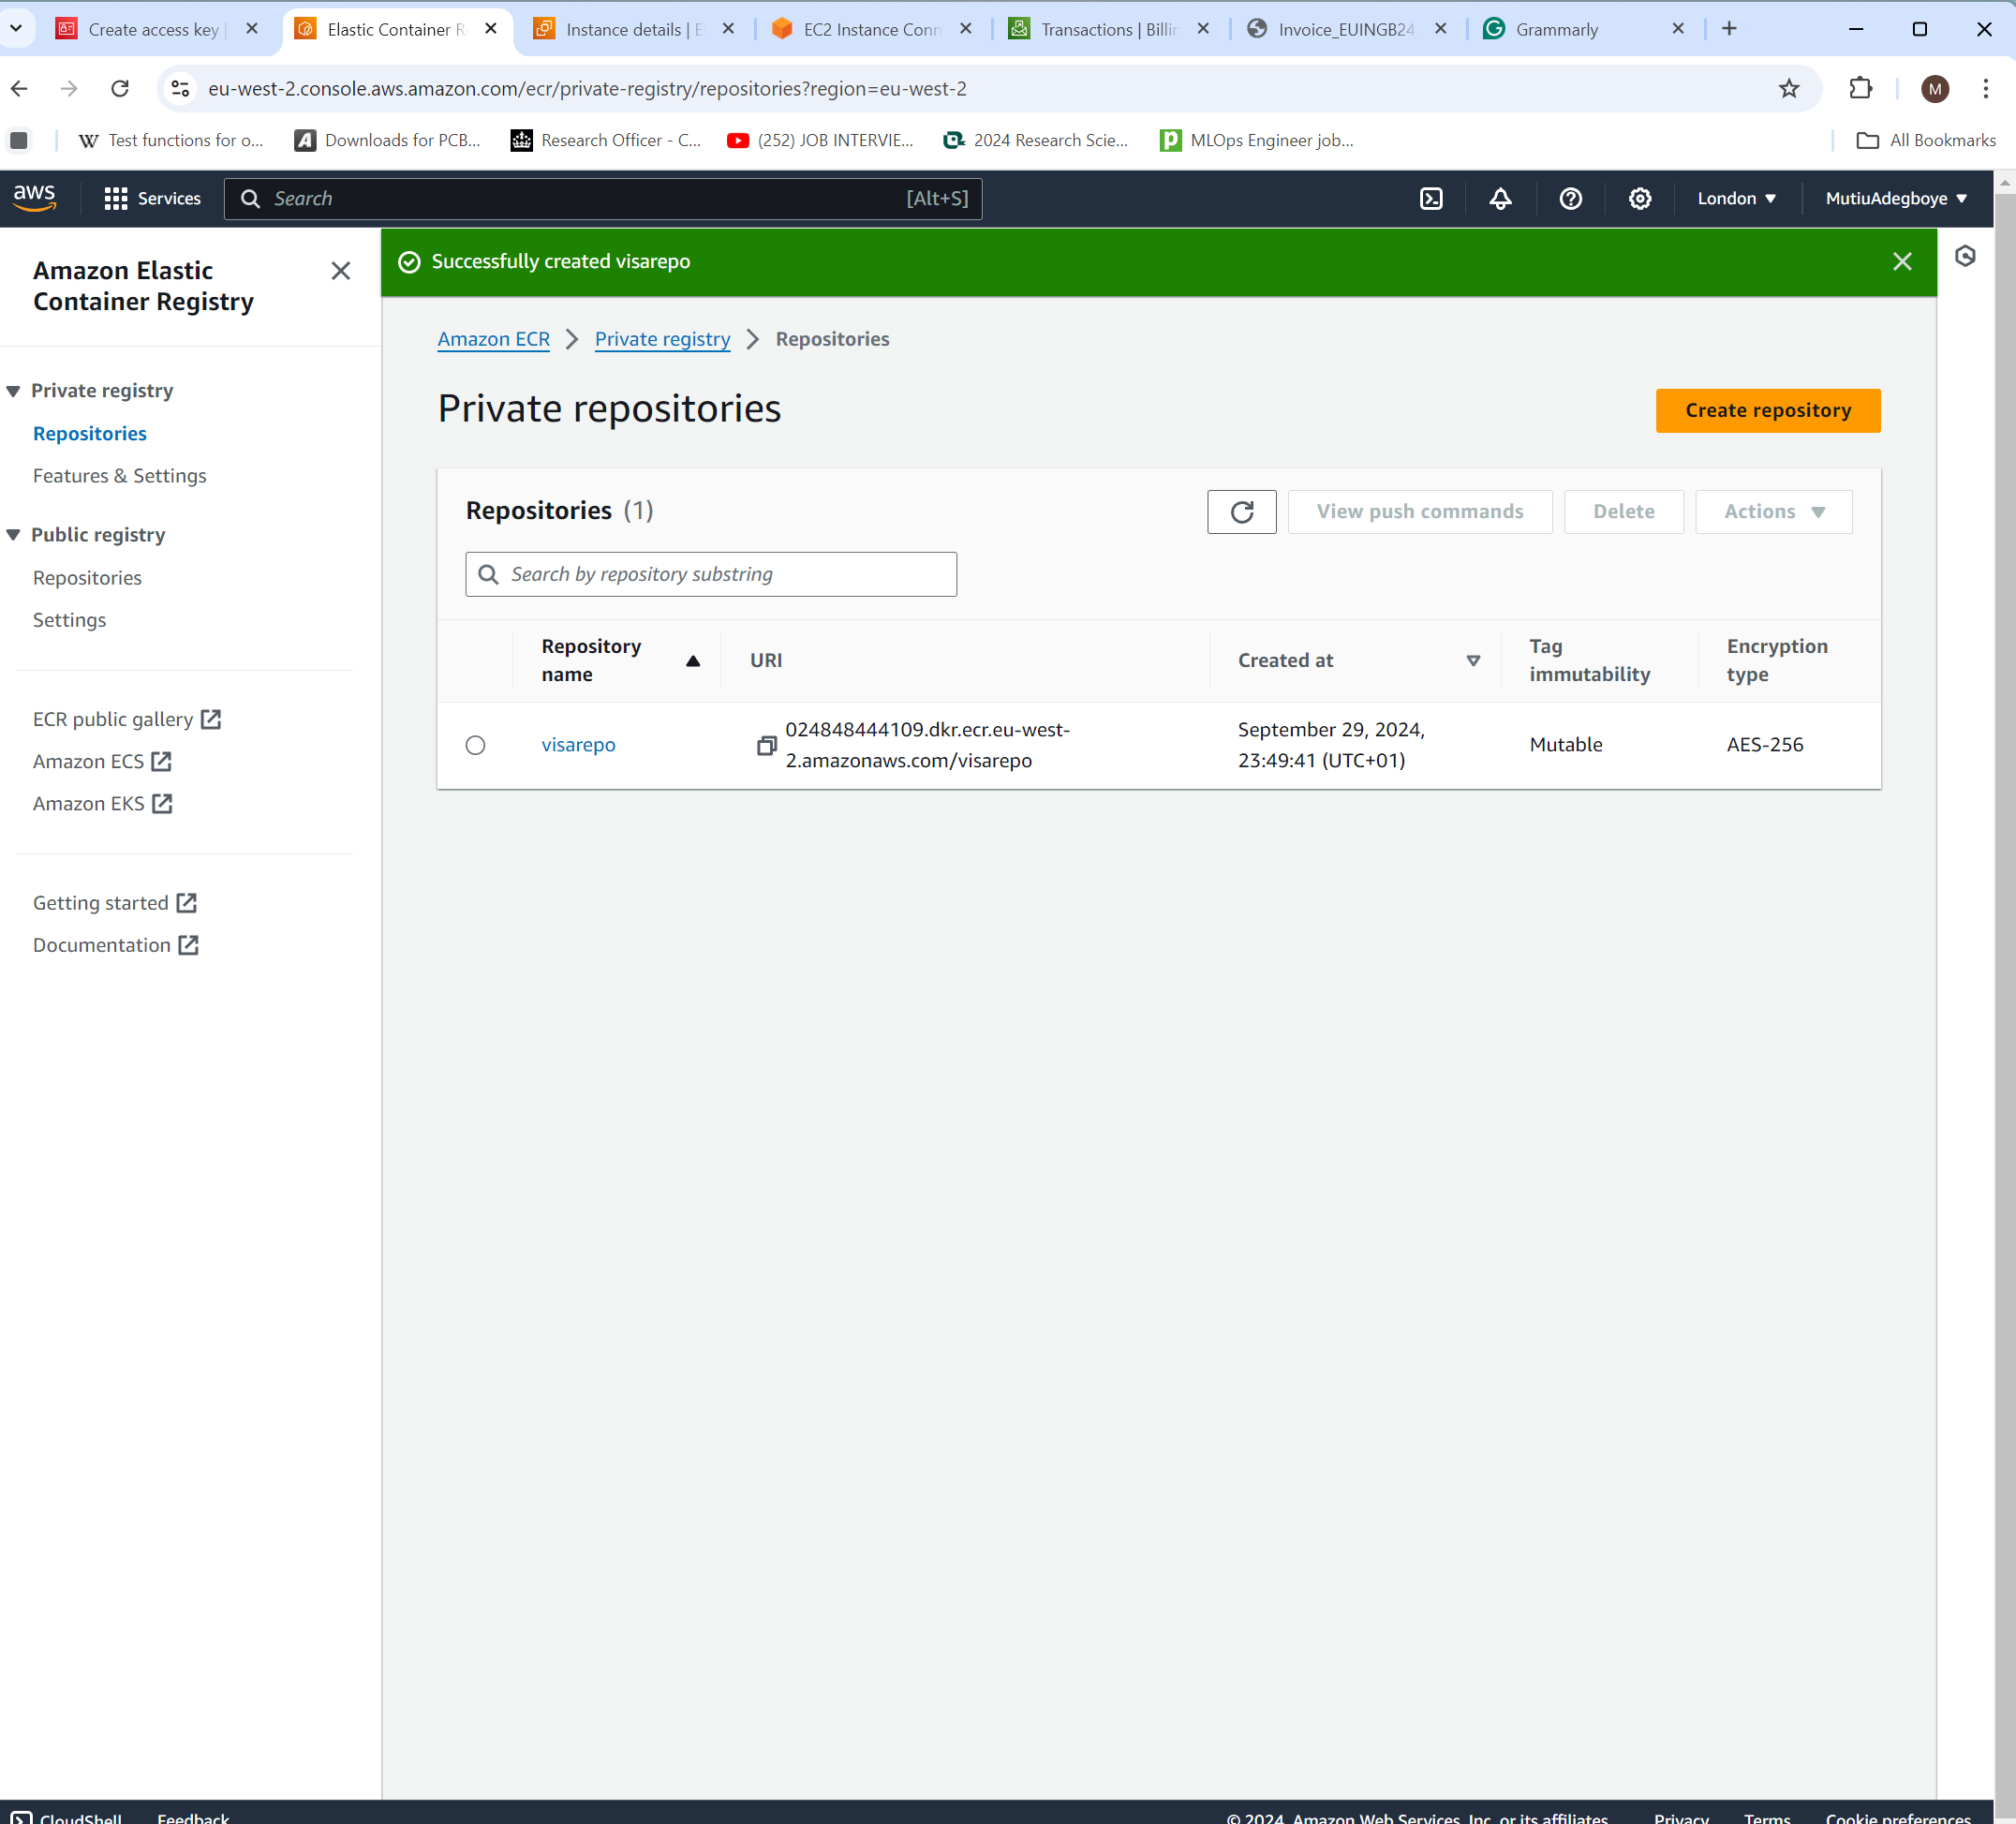 Create access key
Elastic Container R
Instance details | E
EC2 Instance Conn
Transactions | Billin
Invoice_EUINGB24
Grammarly
eu-west-2.console.aws.amazon.com/ecr/private-registry/repositories?region=eu-west-2
M
Test functions for o...
Downloads for PCB...
Research Officer - C...
(252) JOB INTERVIE...
2024 Research Scie...
MLOps Engineer job...
All Bookmarks
aws
Services
Search
[Alt+S]
London
MutiuAdegboye
Amazon Elastic
Container Registry
Private registry
Repositories
Features & Settings
Public registry
Repositories
Settings
ECR public gallery
Amazon ECS
Amazon EKS
Getting started
Documentation
Successfully created visarepo
Amazon ECR > Private registry > Repositories
Private repositories
Create repository
Repositories (1)
View push commands
Delete
Actions
Search by repository substring
Repository
name
URI
Created at
Tag
immutability
Encryption
type
visarepo
024848444109.dkr.ecr.eu-west-
2.amazonaws.com/visarepo
September 29, 2024,
23:49:41 (UTC+01)
Mutable
AES-256
CloudShell
Feedback
© 2024, Amazon Web Services, Inc. or its affiliates
Privacy
Terms
Cookie preferences